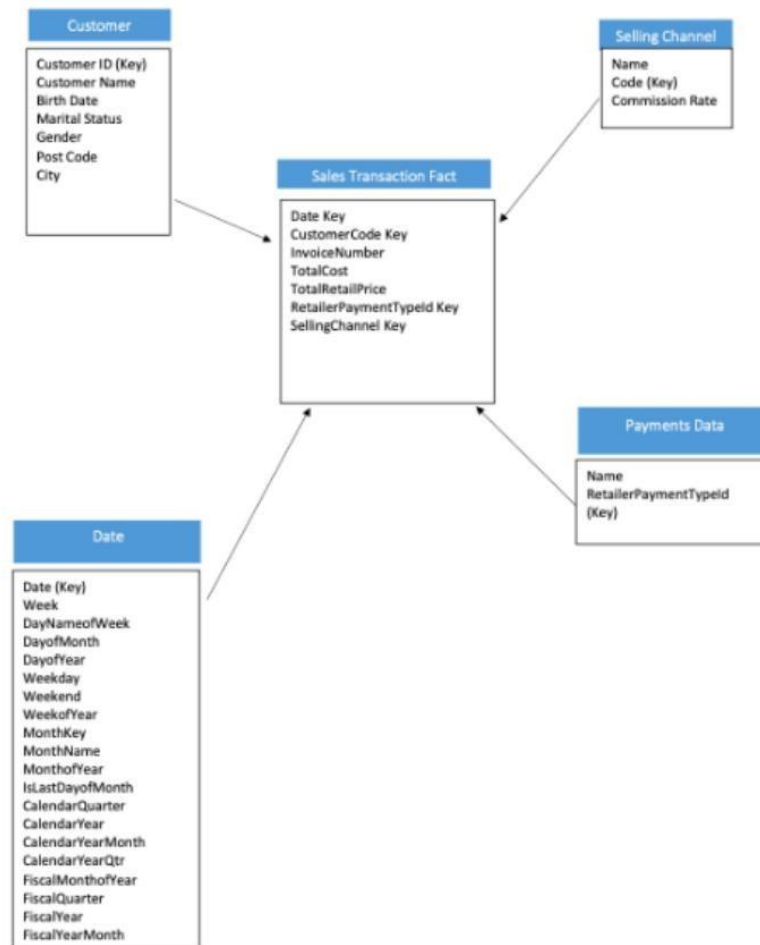 Customer
Customer ID (Key)
Customer Name
Birth Date
Marital Status
Gender
Post Code
City
Selling Channel
Name
Code (Key)
Commission Rate
Sales Transaction Fact
Date Key
CustomerCode Key
InvoiceNumber
TotalCost
TotalRetailPrice
RetailerPaymentTypeId Key
SellingChannel Key
Payments Data
Name
RetailerPaymentTypeId
(Key)
Date
Date (Key)
Week
DayNameofWeek
DayofMonth
DayofYear
Weekday
Weekend
WeekofYear
MonthKey
MonthName
MonthofYear
IsLastDayofMonth
CalendarQuarter
CalendarYear
CalendarYearMonth
CalendarYearQtr
FiscalMonthofYear
FiscalQuarter
FiscalYear
FiscalYearMonth